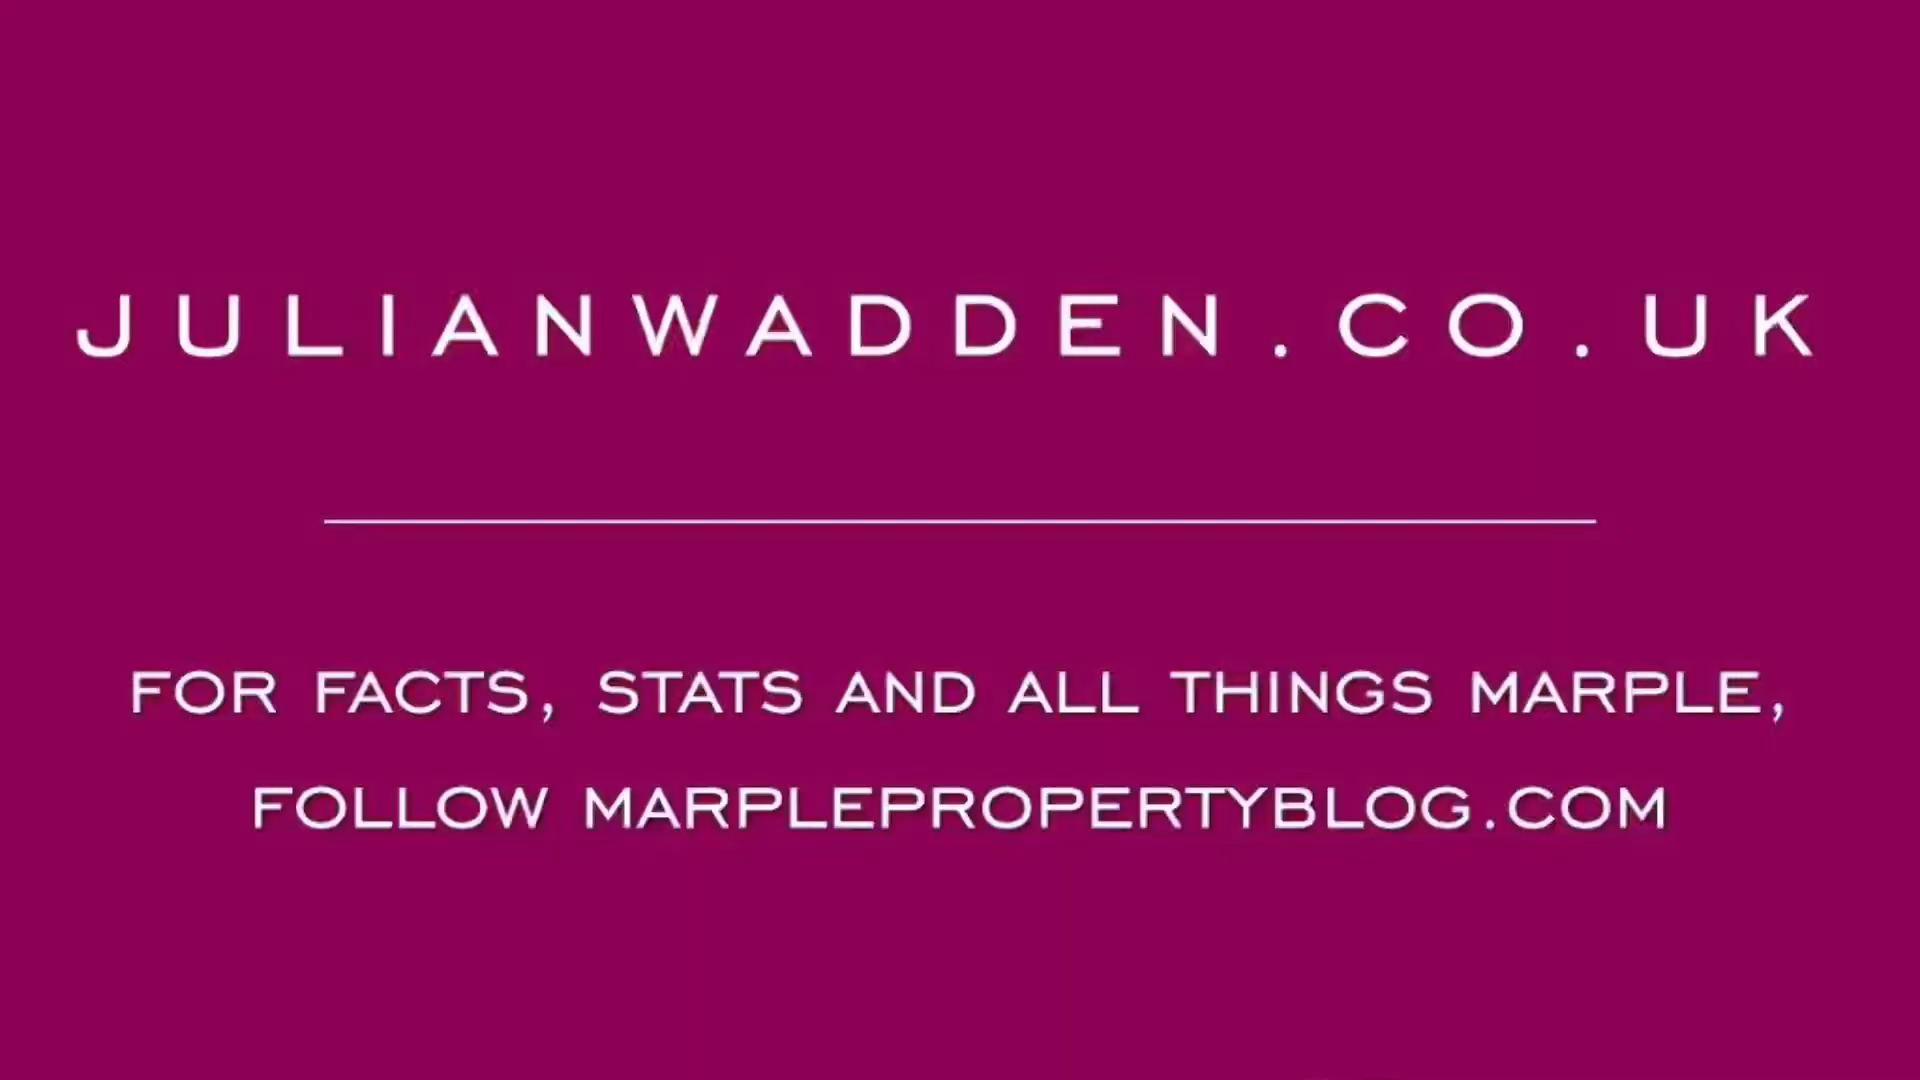 JULIANWADDEN.CO.UK
FOR FACTS, STATS AND ALL THINGS MARPLE,
FOLLOW MARPLEPROPERTYBLOG.COM